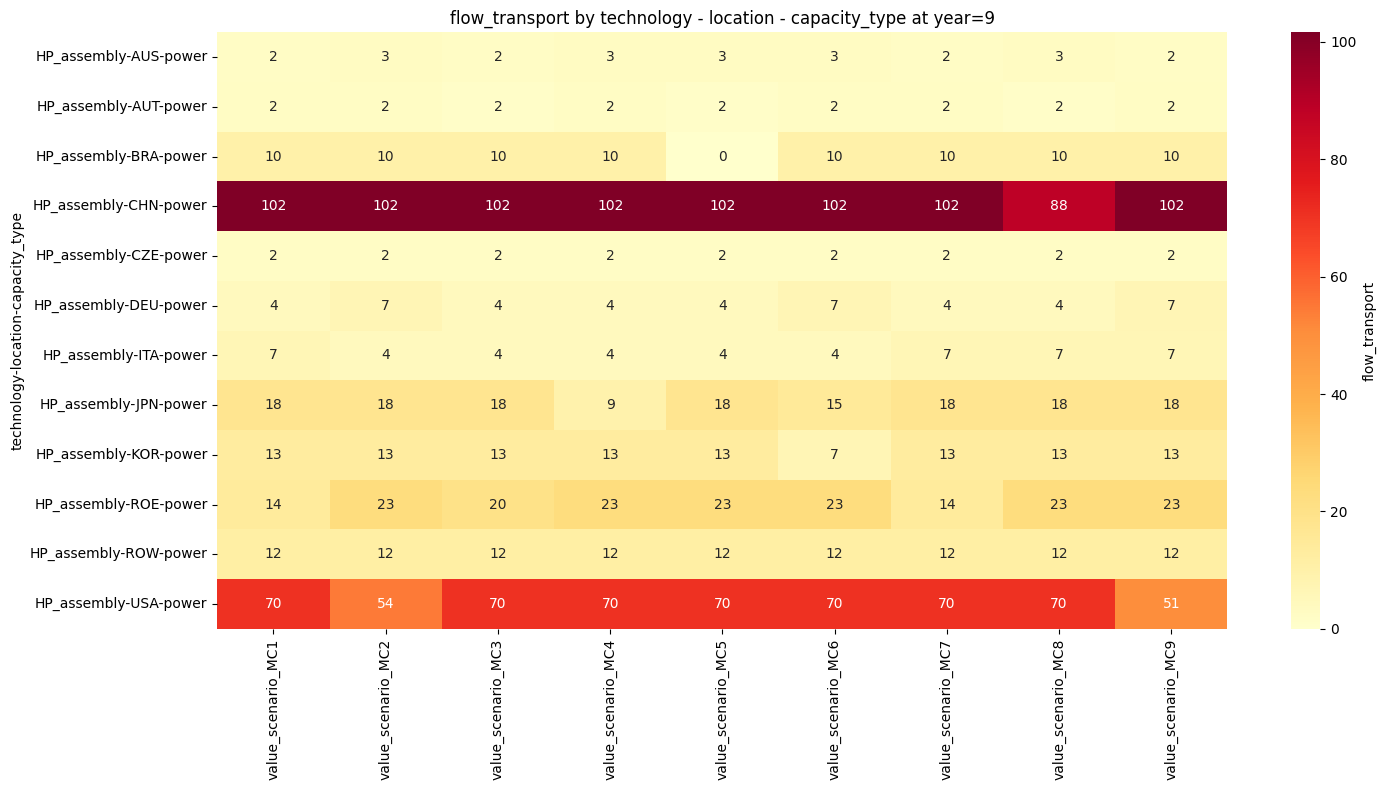 flow_transport by technology - location - capacity_type at year=9
technology-location-capacity_type
HP_assembly-AUS-power 2 3 2 3 3 3 2 3 2
HP_assembly-AUT-power 2 2 2 2 2 2 2 2 2
HP_assembly-BRA-power 10 10 10 10 0 10 10 10 10
HP_assembly-CHN-power 102 102 102 102 102 102 102 88 102
HP_assembly-CZE-power 2 2 2 2 2 2 2 2 2
HP_assembly-DEU-power 4 7 4 4 4 7 4 4 7
HP_assembly-ITA-power 7 4 4 4 4 4 7 7 7
HP_assembly-JPN-power 18 18 18 9 18 15 18 18 18
HP_assembly-KOR-power 13 13 13 13 13 7 13 13 13
HP_assembly-ROE-power 14 23 20 23 23 23 14 23 23
HP_assembly-ROW-power 12 12 12 12 12 12 12 12 12
HP_assembly-USA-power 70 54 70 70 70 70 70 70 51
value_scenario_MC1
value_scenario_MC2
value_scenario_MC3
value_scenario_MC4
value_scenario_MC5
value_scenario_MC6
value_scenario_MC7
value_scenario_MC8
value_scenario_MC9
100
80
60
40
20
0
flow_transport